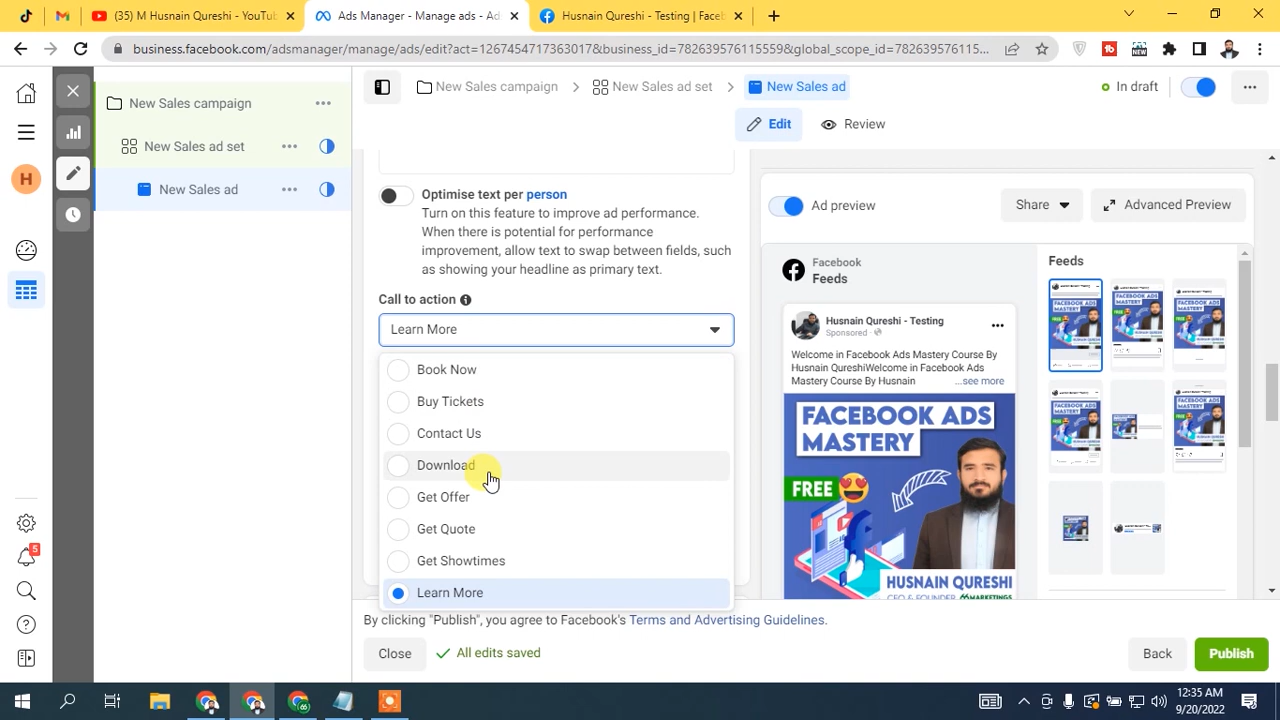 (35) M Husnain Qureshi - YouTu
Ads Manager - Manage ads - Ad
Husnain Qureshi - Testing | Faceb
business.facebook.com/adsmanager/manage/ads/edit?act=1267454717363017&business_id=782639576115559&global_scope_id=782639576115...
New Sales campaign
New Sales ad set
New Sales ad
In draft
New Sales campaign
New Sales ad set
New Sales ad
Edit
Review
H
Optimise text per person
Turn on this feature to improve ad performance.
When there is potential for performance
improvement, allow text to swap between fields, such
as showing your headline as primary text.
Call to action
Learn More
Book Now
Buy Tickets
Contact Us
Download
Get Offer
Get Quote
Get Showtimes
Learn More
Ad preview
Share
Advanced Preview
Facebook
Feeds
Husnain Qureshi - Testing
Sponsored
Welcome in Facebook Ads Mastery Course By
Husnain QureshiWelcome in Facebook Ads
Mastery Course By Husnain ...see more
FACEBOOK ADS
MASTERY
FREE
HUSNAIN QURESHI
CEO & FOUNDER 66MARKETINGS
Feeds
By clicking "Publish", you agree to Facebook's Terms and Advertising Guidelines.
Close
All edits saved
Back
Publish
5
12:35 AM
9/20/2022